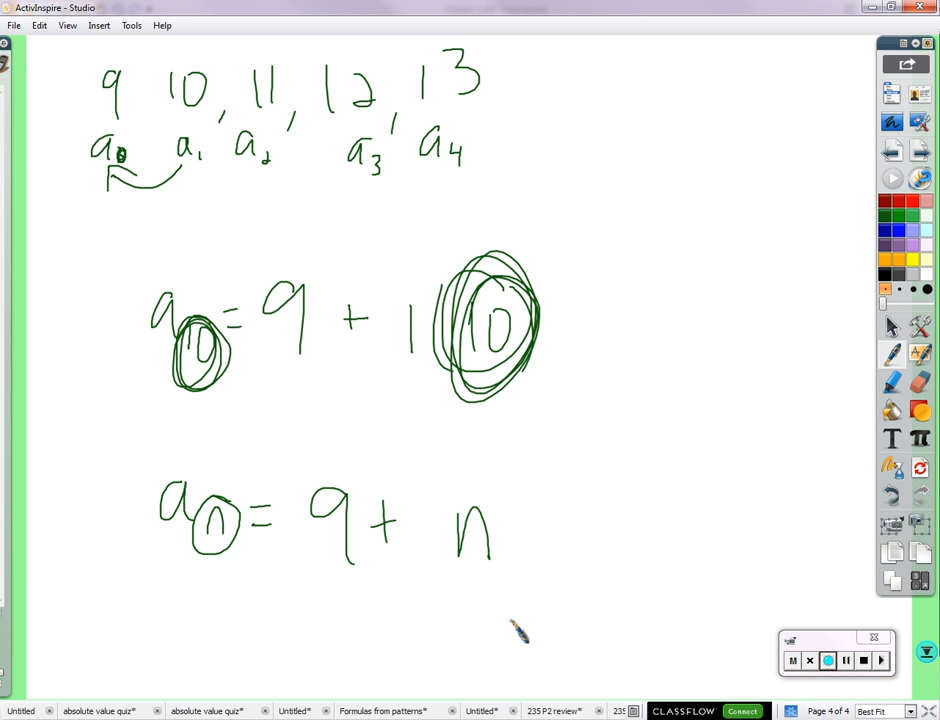 ActivInspire - Studio
File Edit View Insert Tools Help
9 10, 11, 12, 13
a₀ a₁ a₂ a₃ a₄
a₁₀ = 9 + 1(10)
aₙ = 9 + n
M
Untitled absolute value quiz* absolute value quiz* Untitled* Formulas from patterns* Untitled* 235 P2 review* 235 CLASSFLOW Connect Page 4 of 4 Best Fit